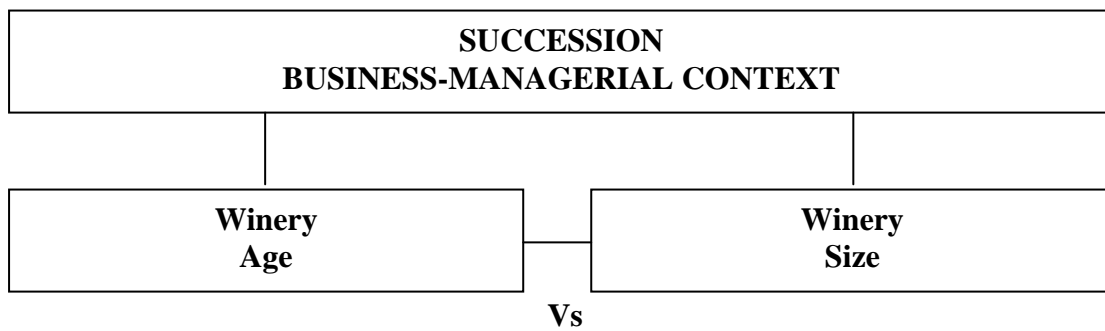 SUCCESSION
BUSINESS-MANAGERIAL CONTEXT
Winery
Age
Winery
Size
Vs